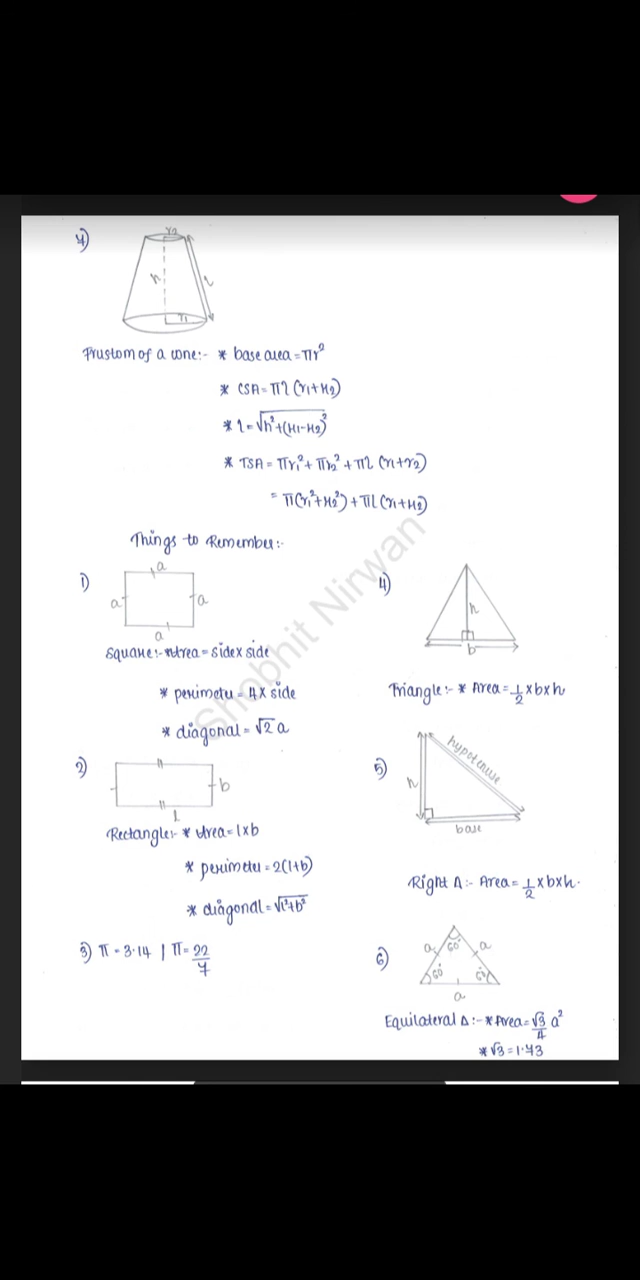 4)
r2
h
l
r1
Frustom of a cone:- * base area = πr²
* CSA = πl (r1+r2)
* l = √h²+(r1-r2)²
* TSA = πr1² + πr2² + πl (r1+r2)
= π(r1²+r2²) + πl (r1+r2)
Things to Remember:-
1)
a
a
a
a
Square:- *Area = side x side
* perimeter = 4 x side
* diagonal = √2 a
2)
b
l
Rectangle:- * Area = l x b
* perimeter = 2(l+b)
* diagonal = √l²+b²
3) π = 3.14 | π = 22/7
4)
h
b
Triangle:- * Area = 1/2 x b x h
5)
h
hypotenuse
base
Right Δ:- Area = 1/2 x b x h.
6)
a
60°
a
60°
60°
a
Equilateral Δ:- * Area = √3/4 a²
* √3 = 1.73
Shobhit Nirwan